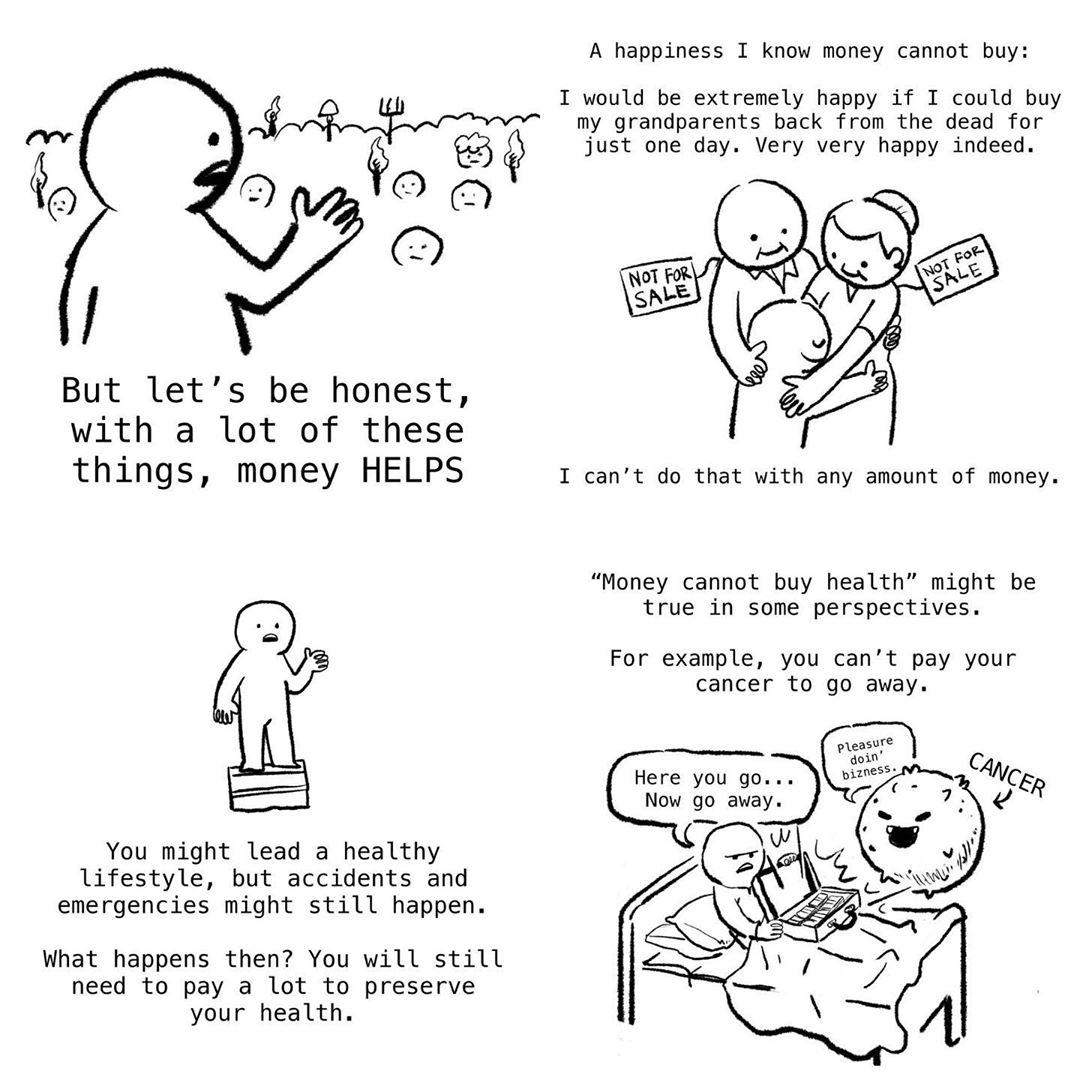 But let's be honest,
with a lot of these
things, money HELPS
A happiness I know money cannot buy:
I would be extremely happy if I could buy
my grandparents back from the dead for
just one day. Very very happy indeed.
NOT FOR
SALE
NOT FOR
SALE
I can't do that with any amount of money.
You might lead a healthy
lifestyle, but accidents and
emergencies might still happen.
What happens then? You will still
need to pay a lot to preserve
your health.
“Money cannot buy health” might be
true in some perspectives.
For example, you can't pay your
cancer to go away.
Here you go...
Now go away.
Pleasure
doin'
bizness.
CANCER